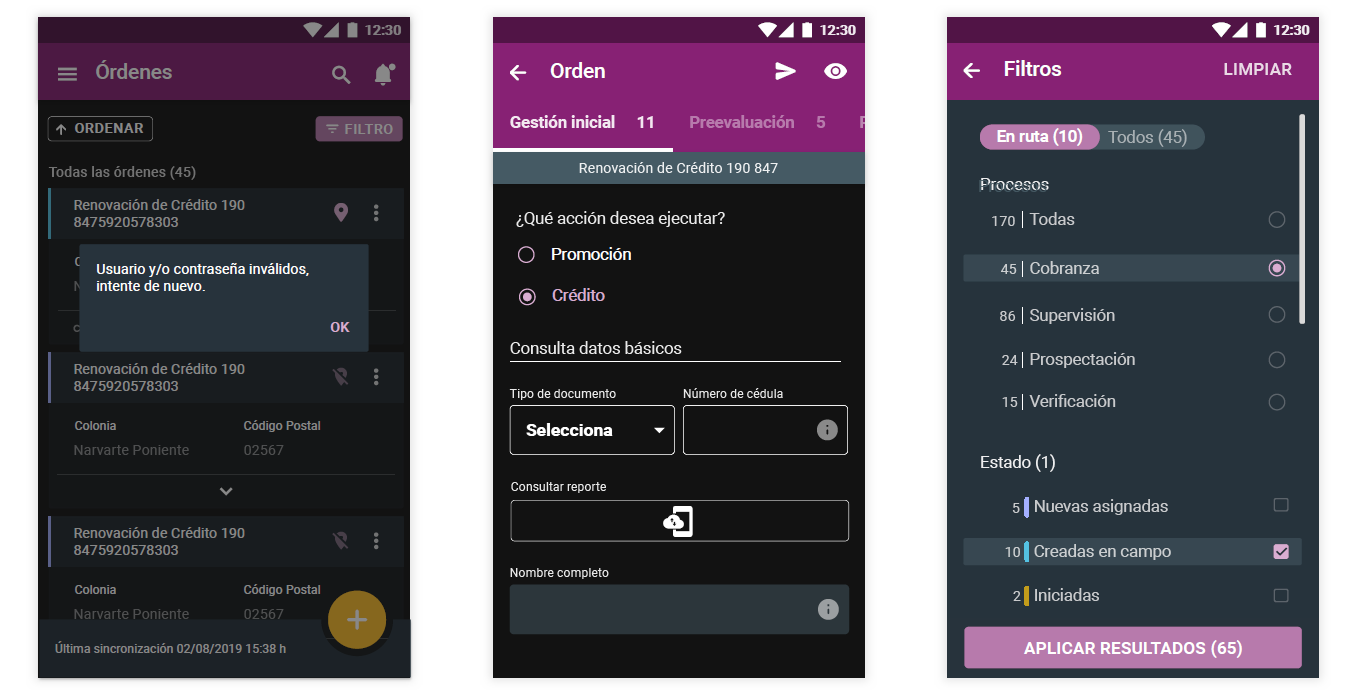 12:30
Órdenes
ORDENAR
FILTRO
Todas las órdenes (45)
Renovación de Crédito 190
8475920578303
Usuario y/o contraseña inválidos,
intente de nuevo.
OK
Renovación de Crédito 190
8475920578303
Colonia Código Postal
Narvarte Poniente 02567
Renovación de Crédito 190
8475920578303
Colonia Código Postal
Narvarte Poniente 02567
Última sincronización 02/08/2019 15:38 h
12:30
Orden
Gestión inicial 11 Preevaluación 5
Renovación de Crédito 190 847
¿Qué acción desea ejecutar?
Promoción
Crédito
Consulta datos básicos
Tipo de documento Número de cédula
Selecciona
Consultar reporte
Nombre completo
12:30
Filtros LIMPIAR
En ruta (10) Todos (45)
Procesos
170 Todas
45 Cobranza
86 Supervisión
24 Prospectación
15 Verificación
Estado (1)
5 Nuevas asignadas
10 Creadas en campo
2 Iniciadas
APLICAR RESULTADOS (65)